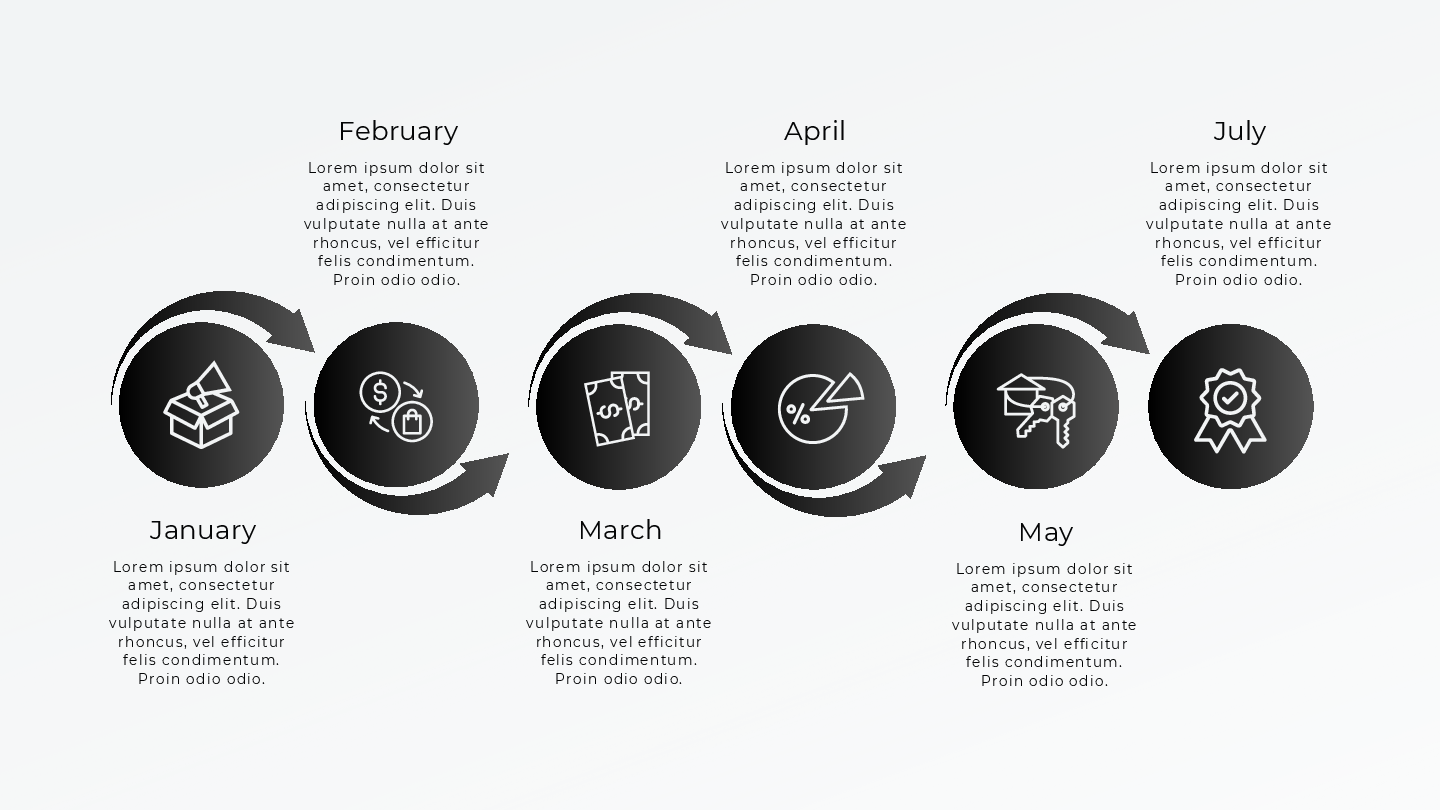 February
Lorem ipsum dolor sit
amet, consectetur
adipiscing elit. Duis
vulputate nulla at ante
rhoncus, vel efficitur
felis condimentum.
Proin odio odio.
April
Lorem ipsum dolor sit
amet, consectetur
adipiscing elit. Duis
vulputate nulla at ante
rhoncus, vel efficitur
felis condimentum.
Proin odio odio.
July
Lorem ipsum dolor sit
amet, consectetur
adipiscing elit. Duis
vulputate nulla at ante
rhoncus, vel efficitur
felis condimentum.
Proin odio odio.
$
$ $
%
January
Lorem ipsum dolor sit
amet, consectetur
adipiscing elit. Duis
vulputate nulla at ante
rhoncus, vel efficitur
felis condimentum.
Proin odio odio.
March
Lorem ipsum dolor sit
amet, consectetur
adipiscing elit. Duis
vulputate nulla at ante
rhoncus, vel efficitur
felis condimentum.
Proin odio odio.
May
Lorem ipsum dolor sit
amet, consectetur
adipiscing elit. Duis
vulputate nulla at ante
rhoncus, vel efficitur
felis condimentum.
Proin odio odio.